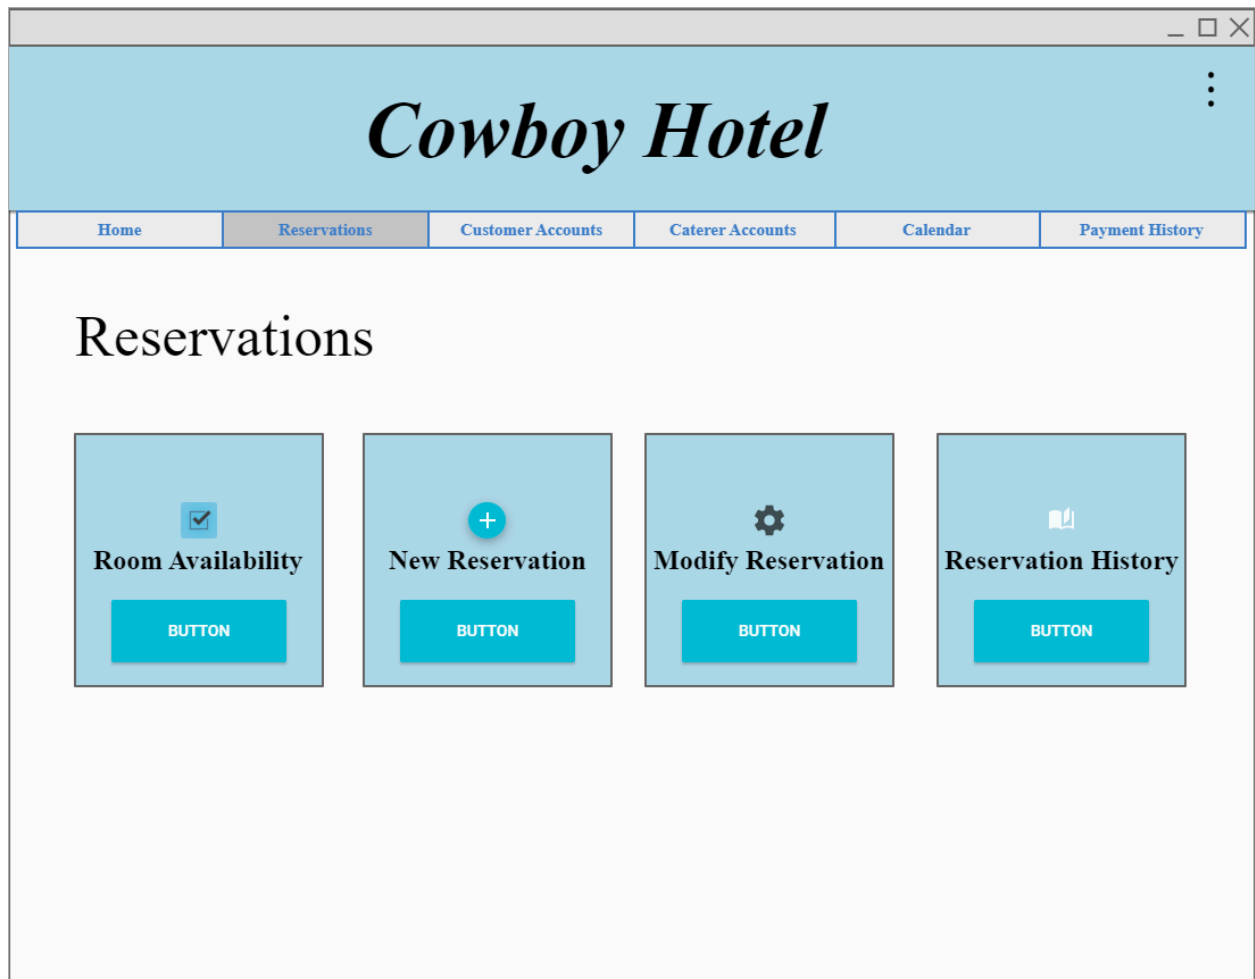 Cowboy Hotel
Home Reservations Customer Accounts Caterer Accounts Calendar Payment History
Reservations
Room Availability New Reservation Modify Reservation Reservation History
BUTTON BUTTON BUTTON BUTTON